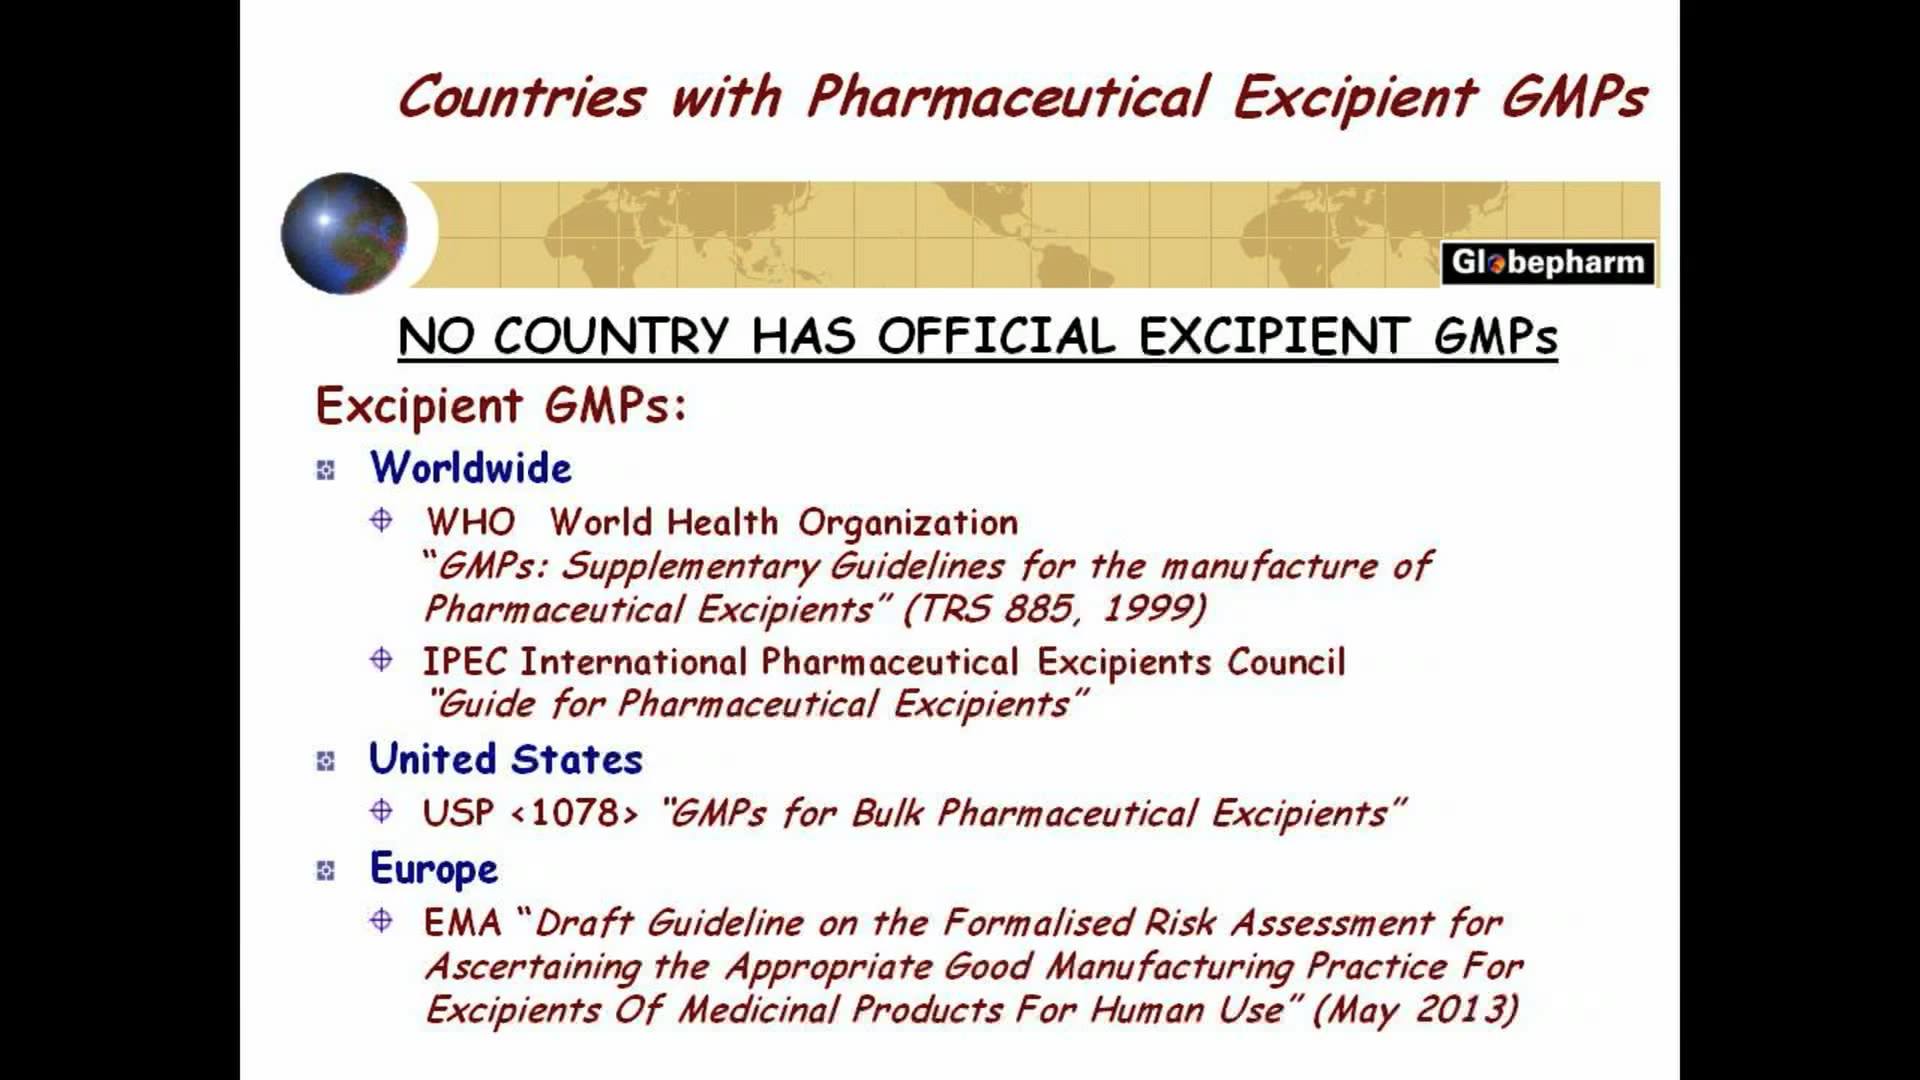 Countries with Pharmaceutical Excipient GMPs
Globepharm
NO COUNTRY HAS OFFICIAL EXCIPIENT GMPs
Excipient GMPs:
Worldwide
WHO World Health Organization
“GMPs: Supplementary Guidelines for the manufacture of
Pharmaceutical Excipients” (TRS 885, 1999)
IPEC International Pharmaceutical Excipients Council
“Guide for Pharmaceutical Excipients”
United States
USP <1078> “GMPs for Bulk Pharmaceutical Excipients”
Europe
EMA “Draft Guideline on the Formalised Risk Assessment for
Ascertaining the Appropriate Good Manufacturing Practice For
Excipients Of Medicinal Products For Human Use” (May 2013)